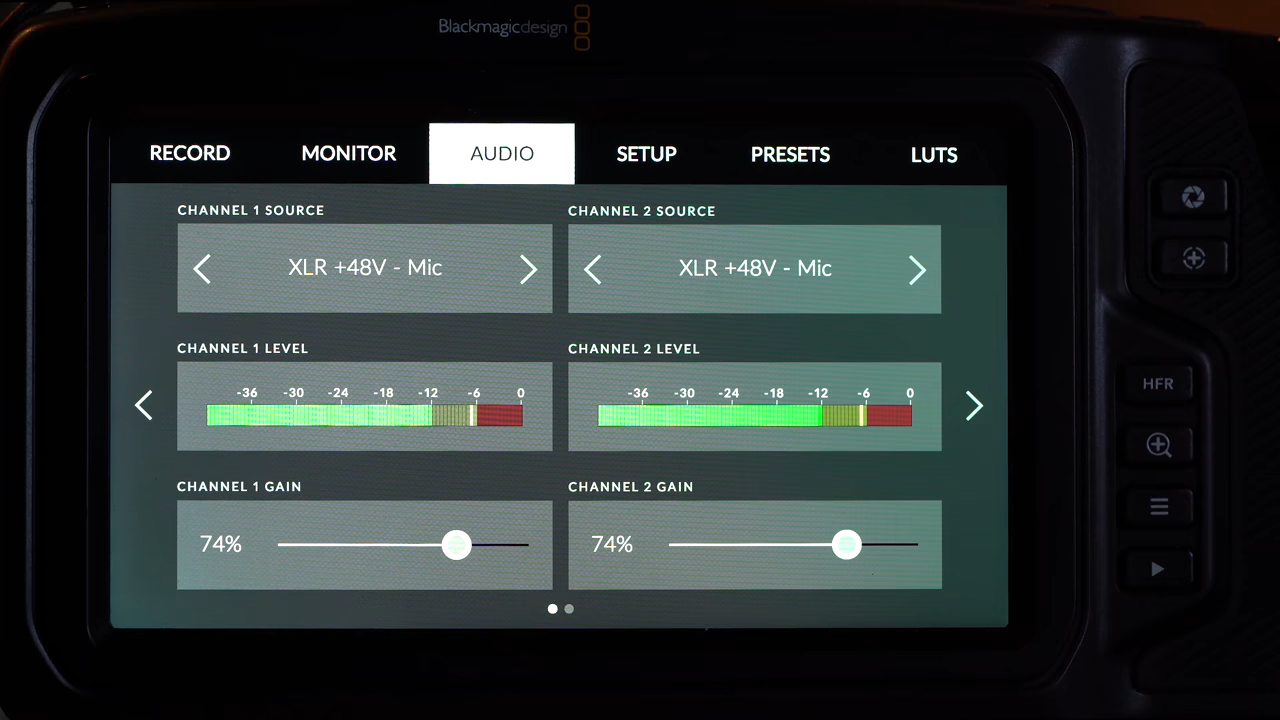 Blackmagicdesign
RECORD MONITOR AUDIO SETUP PRESETS LUTS
CHANNEL 1 SOURCE CHANNEL 2 SOURCE
XLR +48V - Mic XLR +48V - Mic
CHANNEL 1 LEVEL CHANNEL 2 LEVEL
-36 -30 -24 -18 -12 -6 0 -36 -30 -24 -18 -12 -6 0
HFR
CHANNEL 1 GAIN CHANNEL 2 GAIN
74% 74%